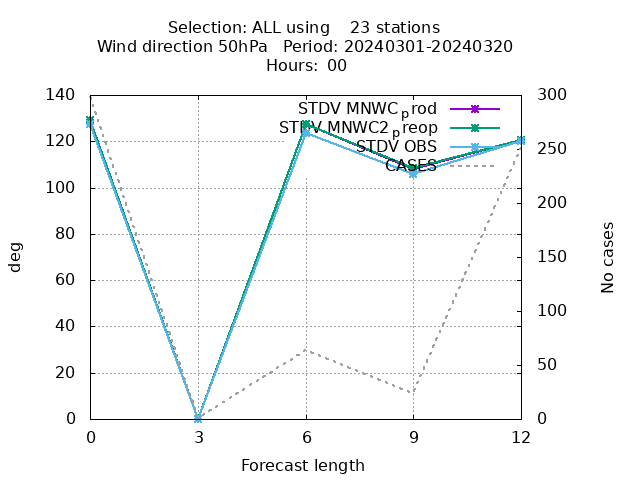 Selection: ALL using 23 stations
Wind direction 50hPa Period: 20240301-20240320
Hours: 00
140
120
100
80
60
40
20
0
deg
STDV MNWC_prod
STDV MNWC2_preop
STDV OBS
CASES
300
250
200
150
100
50
0
No cases
0 3 6 9 12
Forecast length